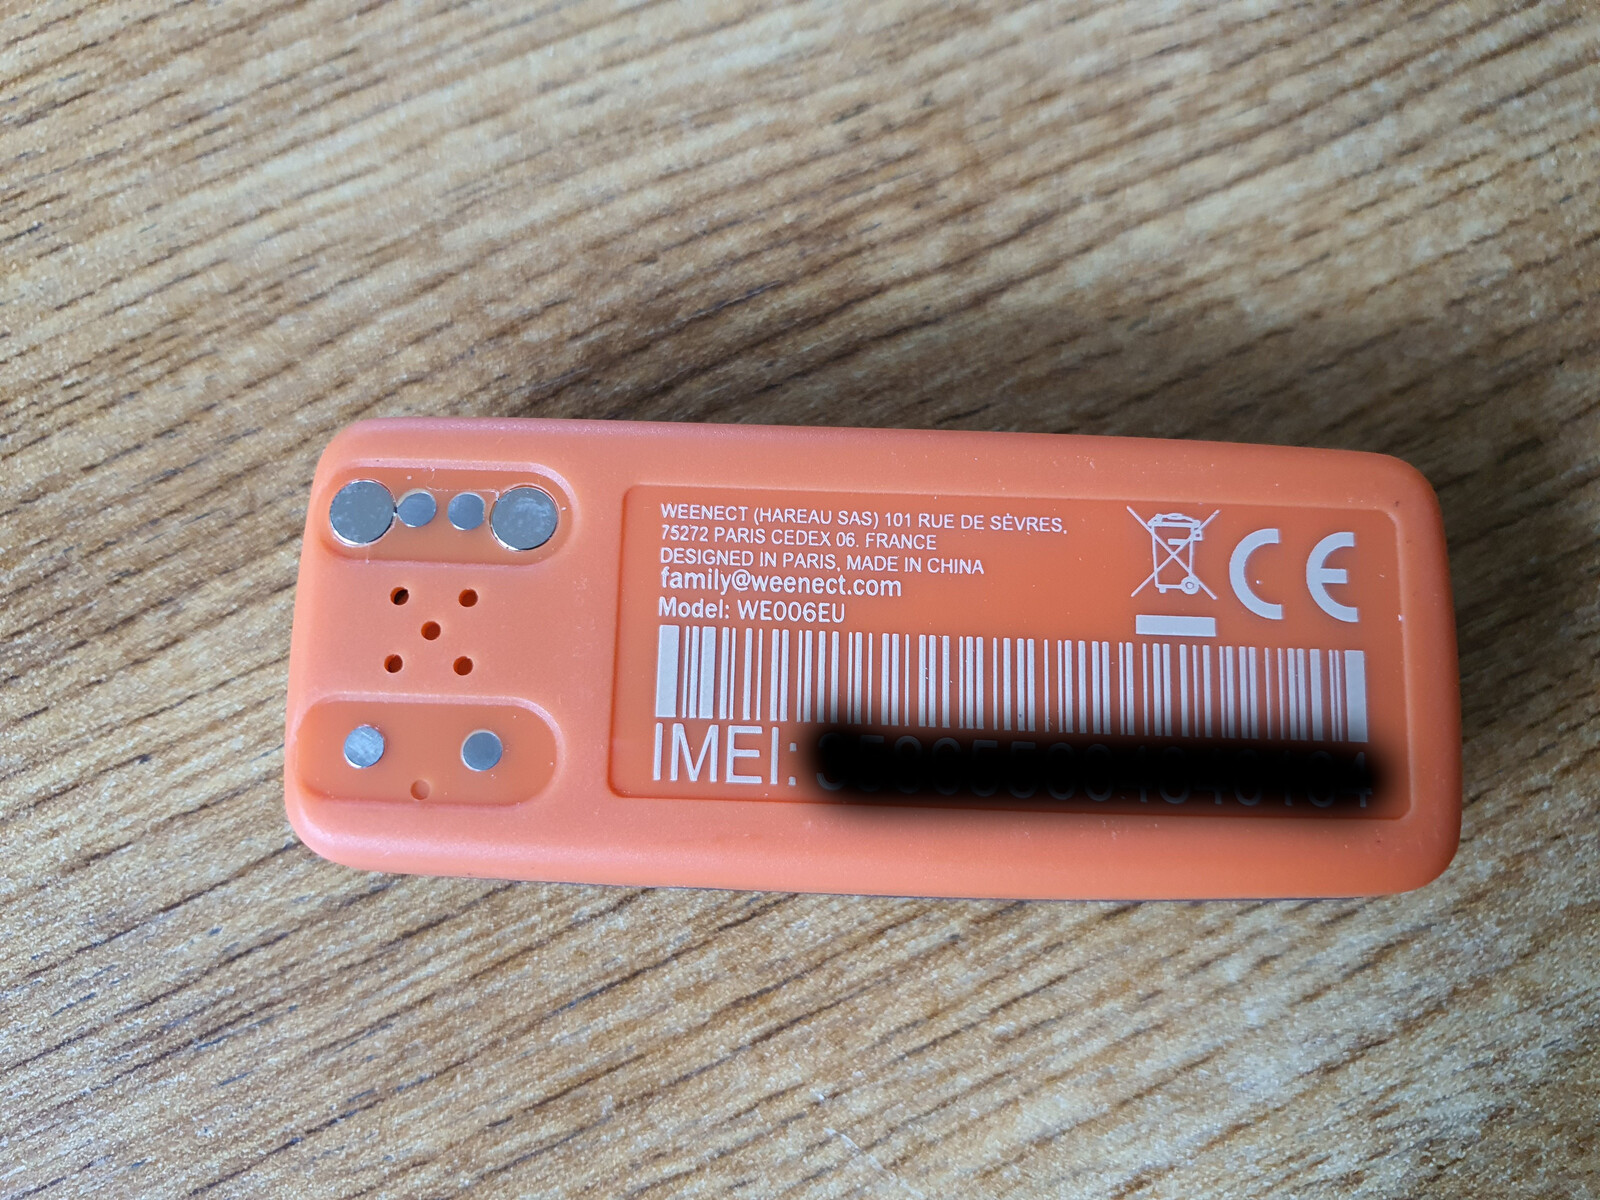 WEENECT (HAREAU SAS) 101 RUE DE SÈVRES.
75272 PARIS CEDEX 06. FRANCE
DESIGNED IN PARIS, MADE IN CHINA
family@weenect.com
Model: WE006EU
CE
IMEI: